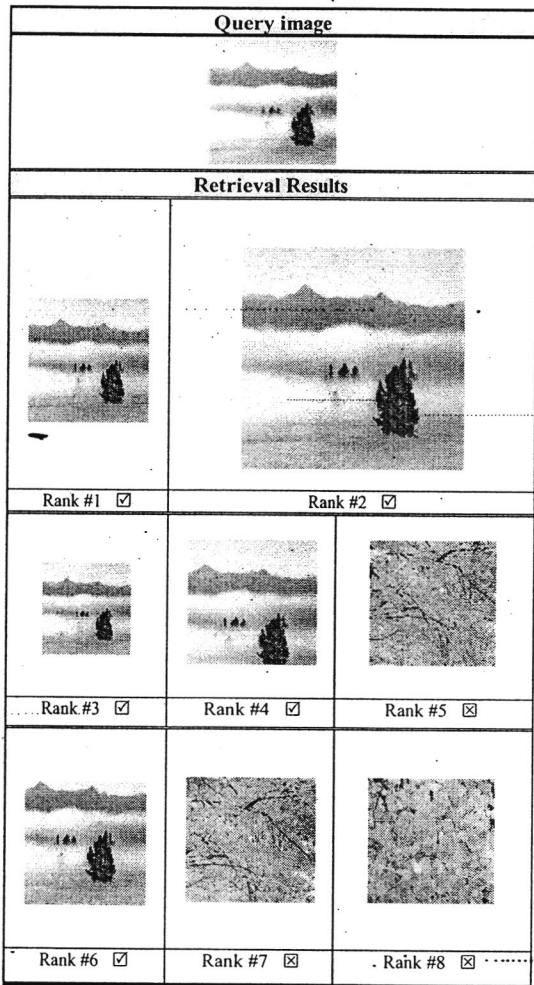 Query image
Retrieval Results
Rank #1 ☑ Rank #2 ☑
Rank #3 ☑ Rank #4 ☑ Rank #5 ☒
Rank #6 ☑ Rank #7 ☒ Rank #8 ☒